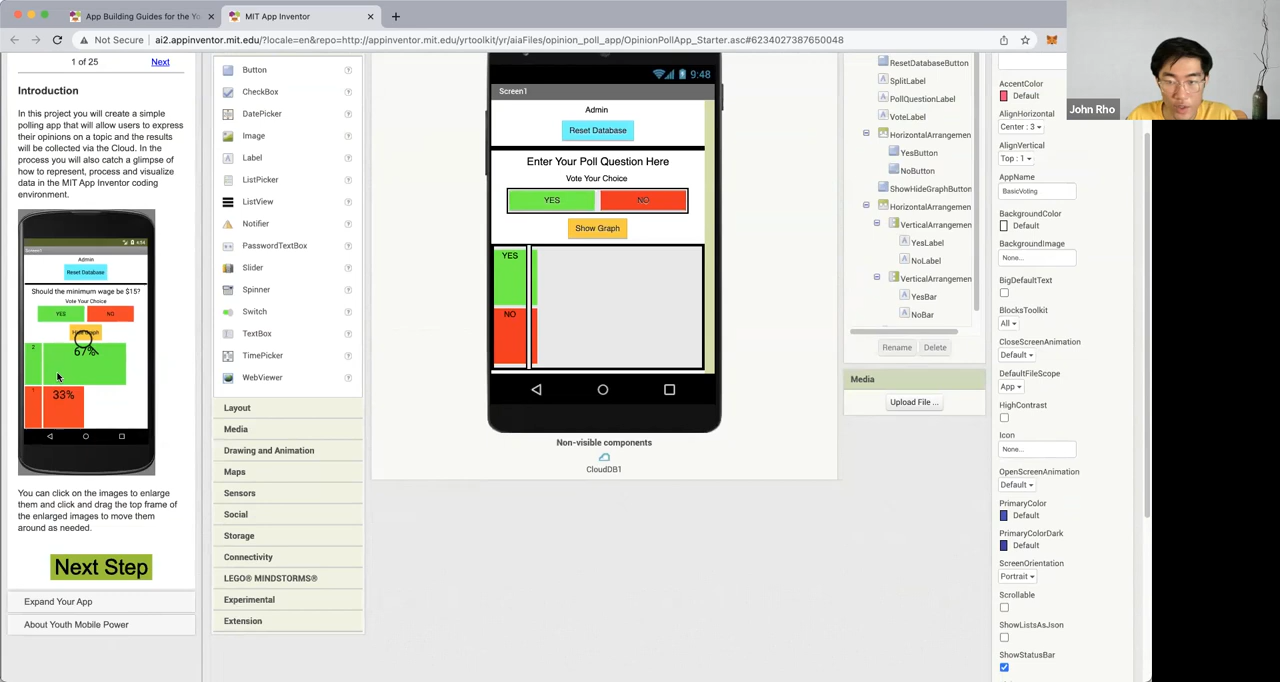 App Building Guides for the Yo
MIT App Inventor
Not Secure
ai2.appinventor.mit.edu/?locale=en&repo=http://appinventor.mit.edu/yrtoolkit/yr/aiaFiles/opinion_poll_app/OpinionPollApp_Starter.asc#6234027387650048
John Rho
1 of 25
Next
Introduction
In this project you will create a simple
polling app that will allow users to express
their opinions on a topic and the results
will be collected via the Cloud. In the
process you will also catch a glimpse of
how to represent, process and visualize
data in the MIT App Inventor coding
environment.
Screen1
Admin
Reset Database
Should the minimum wage be $15?
Vote Your Choice
YES
NO
2
67%
1
33%
You can click on the images to enlarge
them and click and drag the top frame of
the enlarged images to move them
around as needed.
Next Step
Expand Your App
About Youth Mobile Power
Button
CheckBox
DatePicker
Image
Label
ListPicker
ListView
Notifier
PasswordTextBox
Slider
Spinner
Switch
TextBox
TimePicker
WebViewer
Layout
Media
Drawing and Animation
Maps
Sensors
Social
Storage
Connectivity
LEGO® MINDSTORMS®
Experimental
Extension
9:48
Screen1
Admin
Reset Database
Enter Your Poll Question Here
Vote Your Choice
YES
NO
Show Graph
YES
NO
Non-visible components
CloudDB1
ResetDatabaseButton
SplitLabel
PollQuestionLabel
VoteLabel
HorizontalArrangemen
YesButton
NoButton
ShowHideGraphButton
HorizontalArrangemen
VerticalArrangemen
YesLabel
NoLabel
VerticalArrangemen
YesBar
NoBar
Rename
Delete
Media
Upload File ...
AccentColor
Default
AlignHorizontal
Center : 3
AlignVertical
Top : 1
AppName
BasicVoting
BackgroundColor
Default
BackgroundImage
None...
BigDefaultText
BlocksToolkit
All
CloseScreenAnimation
Default
DefaultFileScope
App
HighContrast
Icon
None...
OpenScreenAnimation
Default
PrimaryColor
Default
PrimaryColorDark
Default
ScreenOrientation
Portrait
Scrollable
ShowListsAsJson
ShowStatusBar